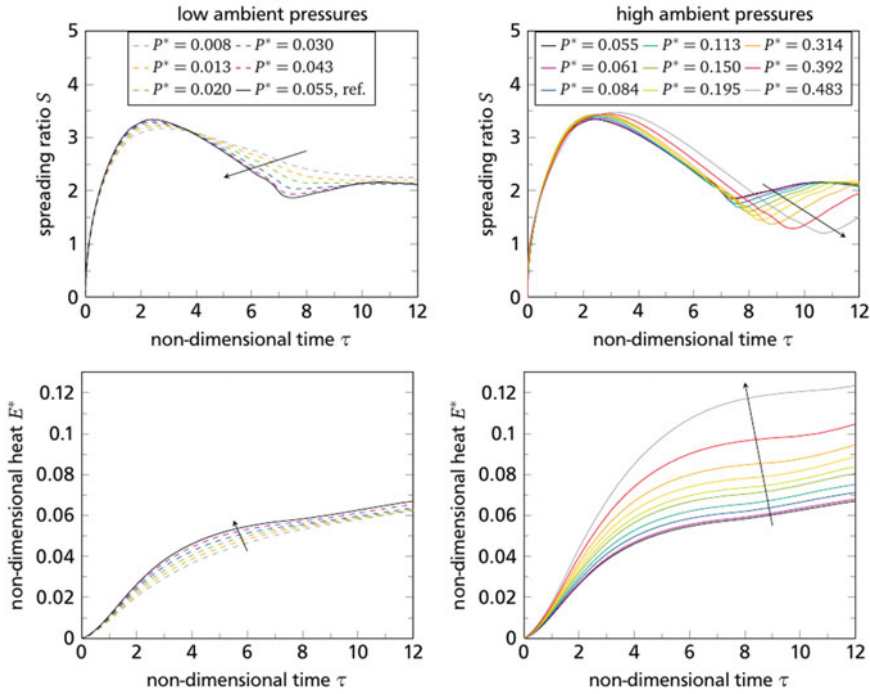 low ambient pressures
high ambient pressures
5
4
3
2
1
0
spreading ratio S
P* = 0.008
P* = 0.030
P* = 0.013
P* = 0.043
P* = 0.020
P* = 0.055, ref.
0 2 4 6 8 10 12
non-dimensional time τ
5
4
3
2
1
0
spreading ratio S
P* = 0.055 P* = 0.113 P* = 0.314
P* = 0.061 P* = 0.150 P* = 0.392
P* = 0.084 P* = 0.195 P* = 0.483
0 2 4 6 8 10 12
non-dimensional time τ
0.12
0.1
0.08
0.06
0.04
0.02
0
non-dimensional heat E*
0 2 4 6 8 10 12
non-dimensional time τ
0.12
0.1
0.08
0.06
0.04
0.02
0
non-dimensional heat E*
0 2 4 6 8 10 12
non-dimensional time τ